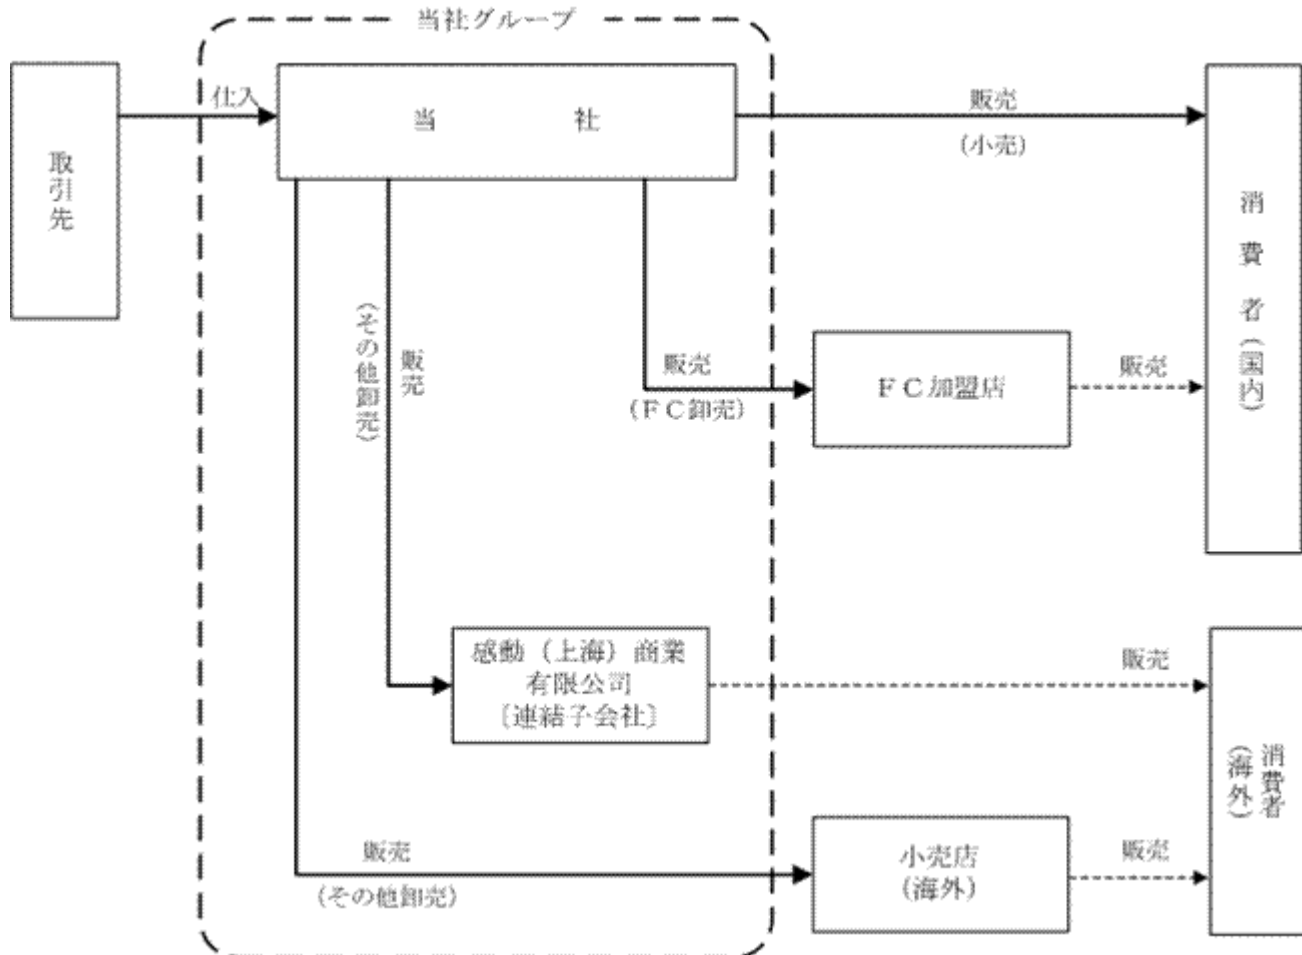 当社グループ
取引先
仕入
当社
販売
(小売)
消費者(国内)
(その他卸売)
販売
販売
(FC卸売)
FC加盟店
販売
感動(上海)商業
有限公司
〔連結子会社〕
販売
消費者
(海外)
販売
(その他卸売)
小売店
(海外)
販売